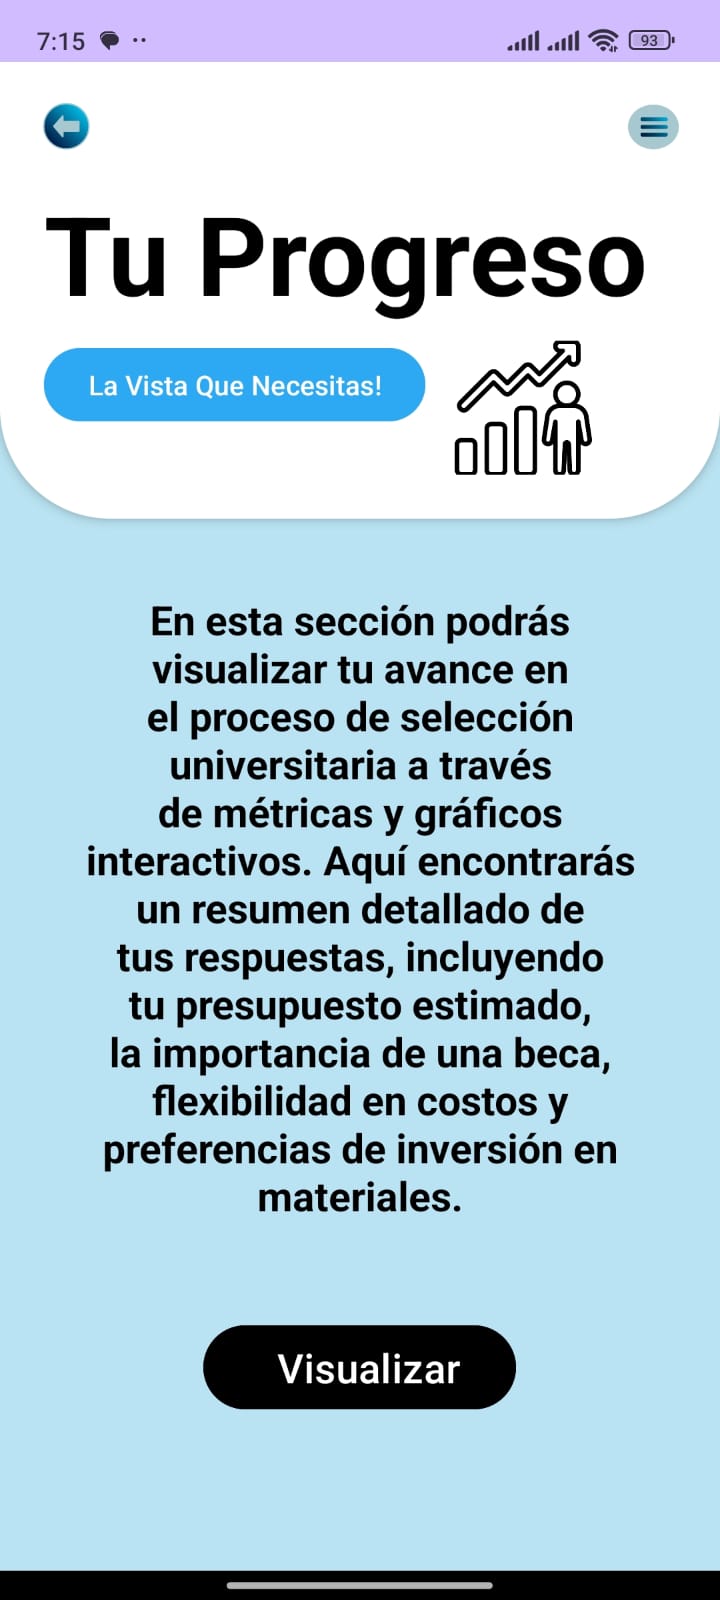 7:15
93
Tu Progreso
La Vista Que Necesitas!
En esta sección podrás
visualizar tu avance en
el proceso de selección
universitaria a través
de métricas y gráficos
interactivos. Aquí encontrarás
un resumen detallado de
tus respuestas, incluyendo
tu presupuesto estimado,
la importancia de una beca,
flexibilidad en costos y
preferencias de inversión en
materiales.
Visualizar